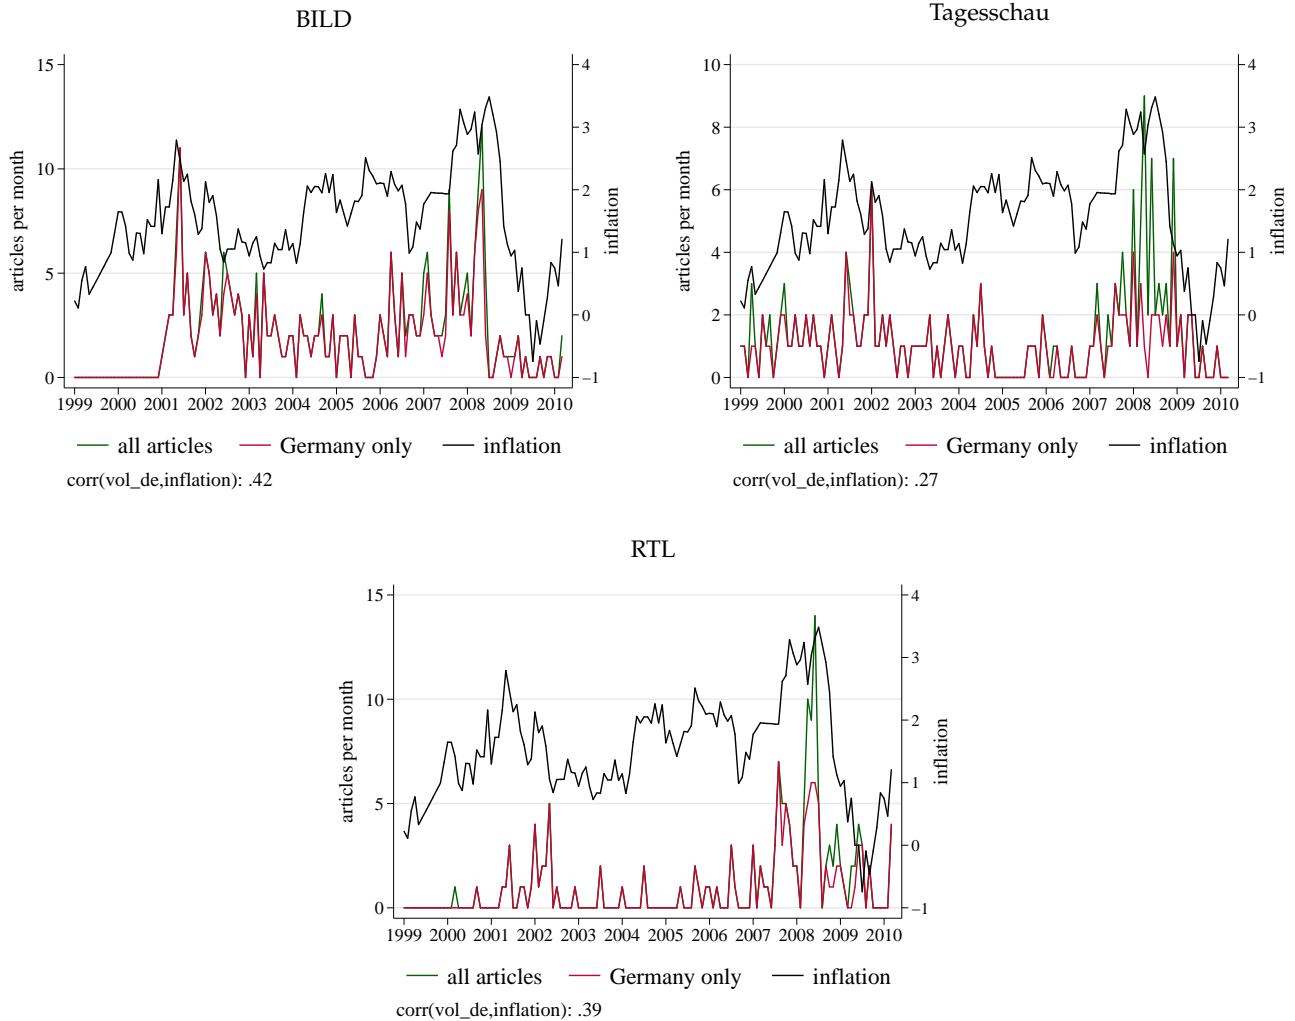 BILD
15
10
5
0
articles per month
4
3
2
1
0
−1
inflation
1999 2000 2001 2002 2003 2004 2005 2006 2007 2008 2009 2010
all articles Germany only inflation
corr(vol_de,inflation): .42
Tagesschau
10
8
6
4
2
0
articles per month
4
3
2
1
0
−1
inflation
1999 2000 2001 2002 2003 2004 2005 2006 2007 2008 2009 2010
all articles Germany only inflation
corr(vol_de,inflation): .27
RTL
15
10
5
0
articles per month
4
3
2
1
0
−1
inflation
1999 2000 2001 2002 2003 2004 2005 2006 2007 2008 2009 2010
all articles Germany only inflation
corr(vol_de,inflation): .39